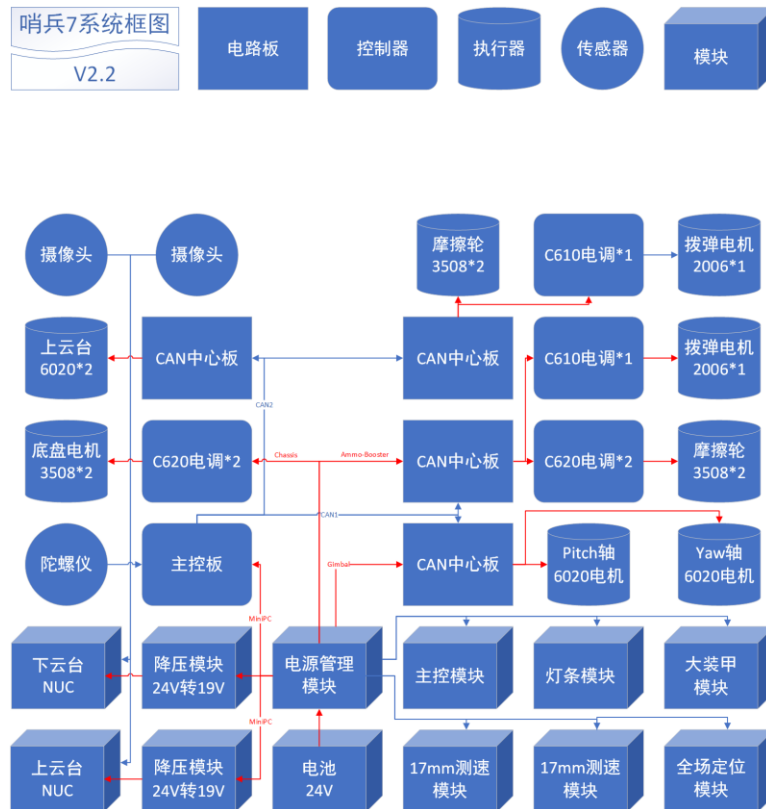 哨兵7系统框图
V2.2
电路板
控制器
执行器
传感器
模块
摄像头
摄像头
摩擦轮
3508*2
C610电调*1
拨弹电机
2006*1
上云台
6020*2
CAN中心板
CAN中心板
C610电调*1
拨弹电机
2006*1
CAN2
底盘电机
3508*2
C620电调*2
Chassis
Ammo-Booster
CAN中心板
C620电调*2
摩擦轮
3508*2
CAN1
陀螺仪
主控板
Gimbal
CAN中心板
Pitch轴
6020电机
Yaw轴
6020电机
MiniPC
下云台
NUC
降压模块
24V转19V
电源管理
模块
主控模块
灯条模块
大装甲
模块
MiniPC
上云台
NUC
降压模块
24V转19V
电池
24V
17mm测速
模块
17mm测速
模块
全场定位
模块